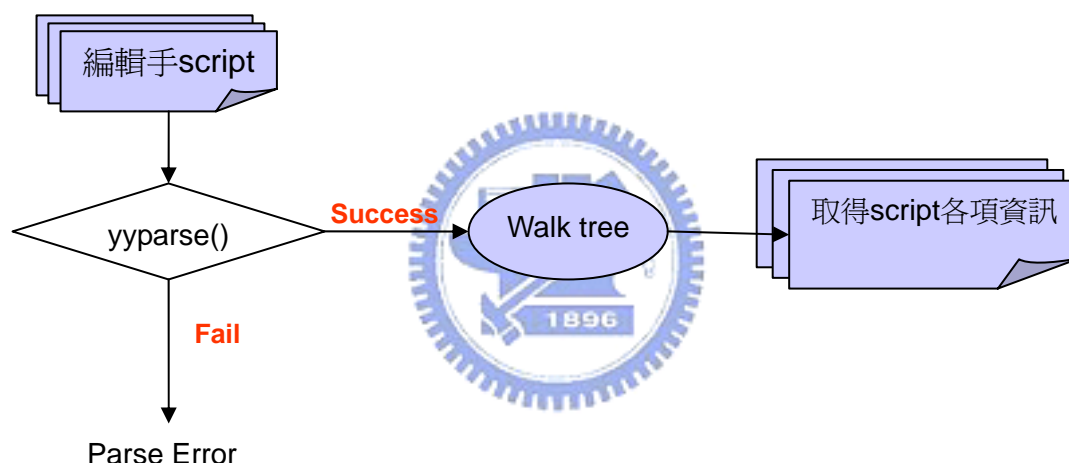 編輯手script
yyparse()
Success
Walk tree
取得script各項資訊
1896
Fail
Parse Error